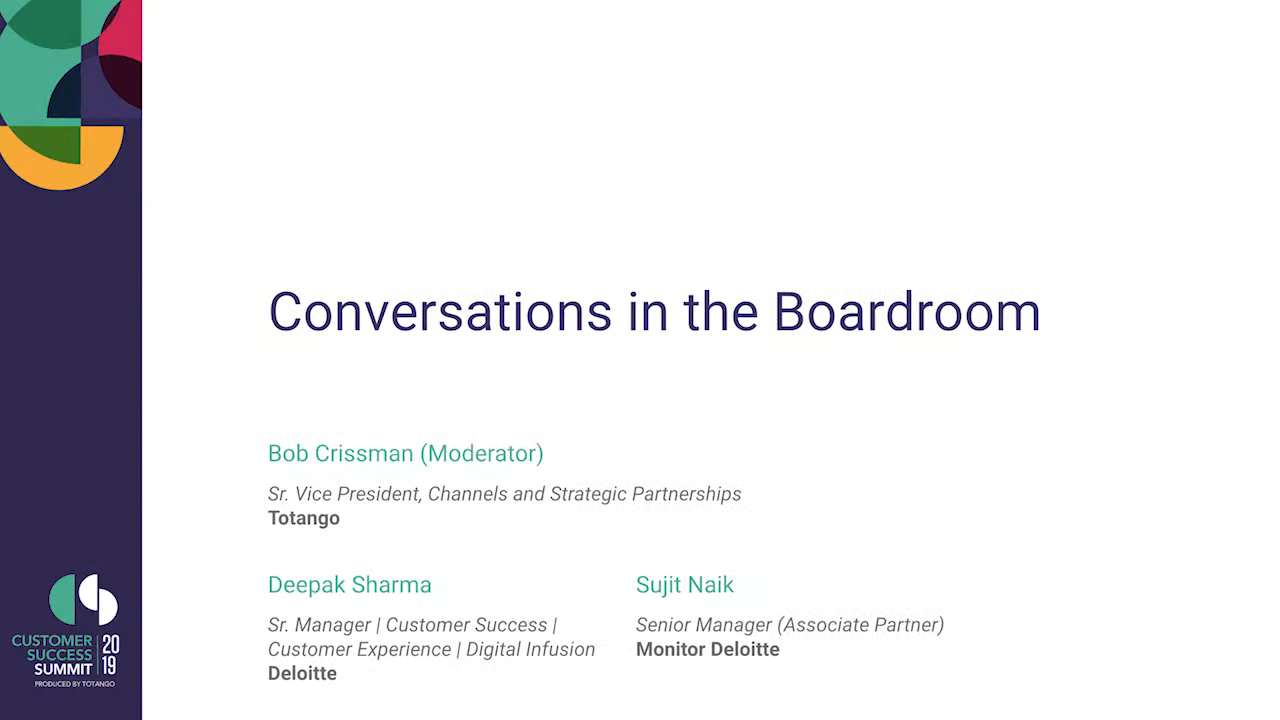 Conversations in the Boardroom
Bob Crissman (Moderator)
Sr. Vice President, Channels and Strategic Partnerships
Totango
Deepak Sharma
Sr. Manager | Customer Success |
Customer Experience | Digital Infusion
Deloitte
Sujit Naik
Senior Manager (Associate Partner)
Monitor Deloitte
CUSTOMER
SUCCESS
SUMMIT
20
19
PRODUCED BY TOTANGO